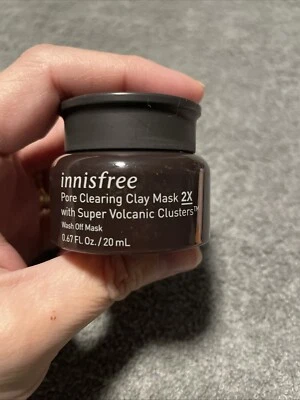 innisfree
Pore Clearing Clay Mask 2X
with Super Volcanic Clusters™
Wash Off Mask
0.67 FL Oz. / 20 mL